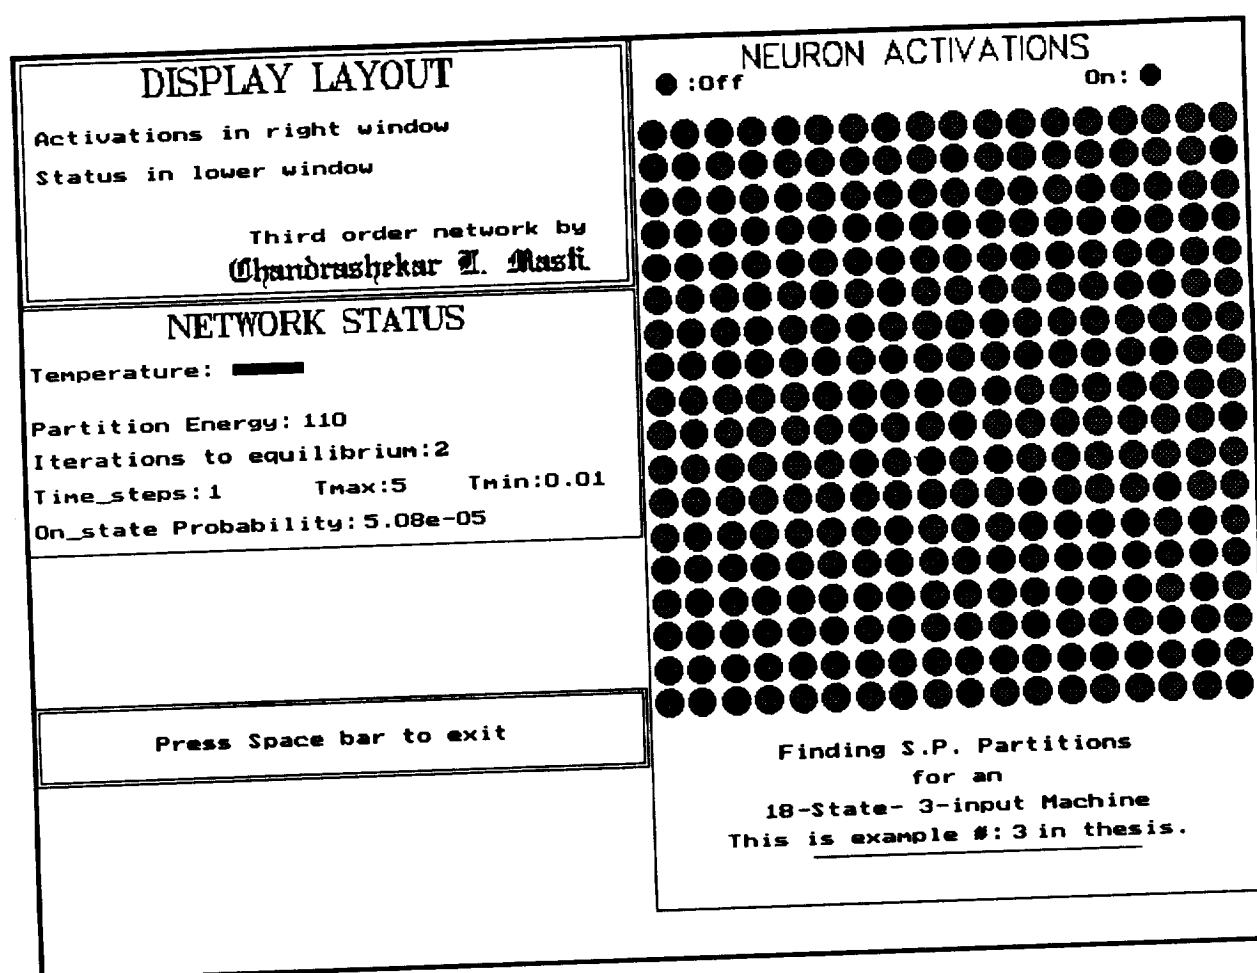 DISPLAY LAYOUT
Activations in right window
Status in lower window
Third order network by
Chandrashekar L. Masti.
NETWORK STATUS
Temperature:
Partition Energy: 110
Iterations to equilibrium:2
Time_steps:1 Tmax:5 Tmin:0.01
On_state Probability:5.08e-05
Press Space bar to exit
NEURON ACTIVATIONS
:Off On:
Finding S.P. Partitions
for an
18-State- 3-input Machine
This is example #: 3 in thesis.